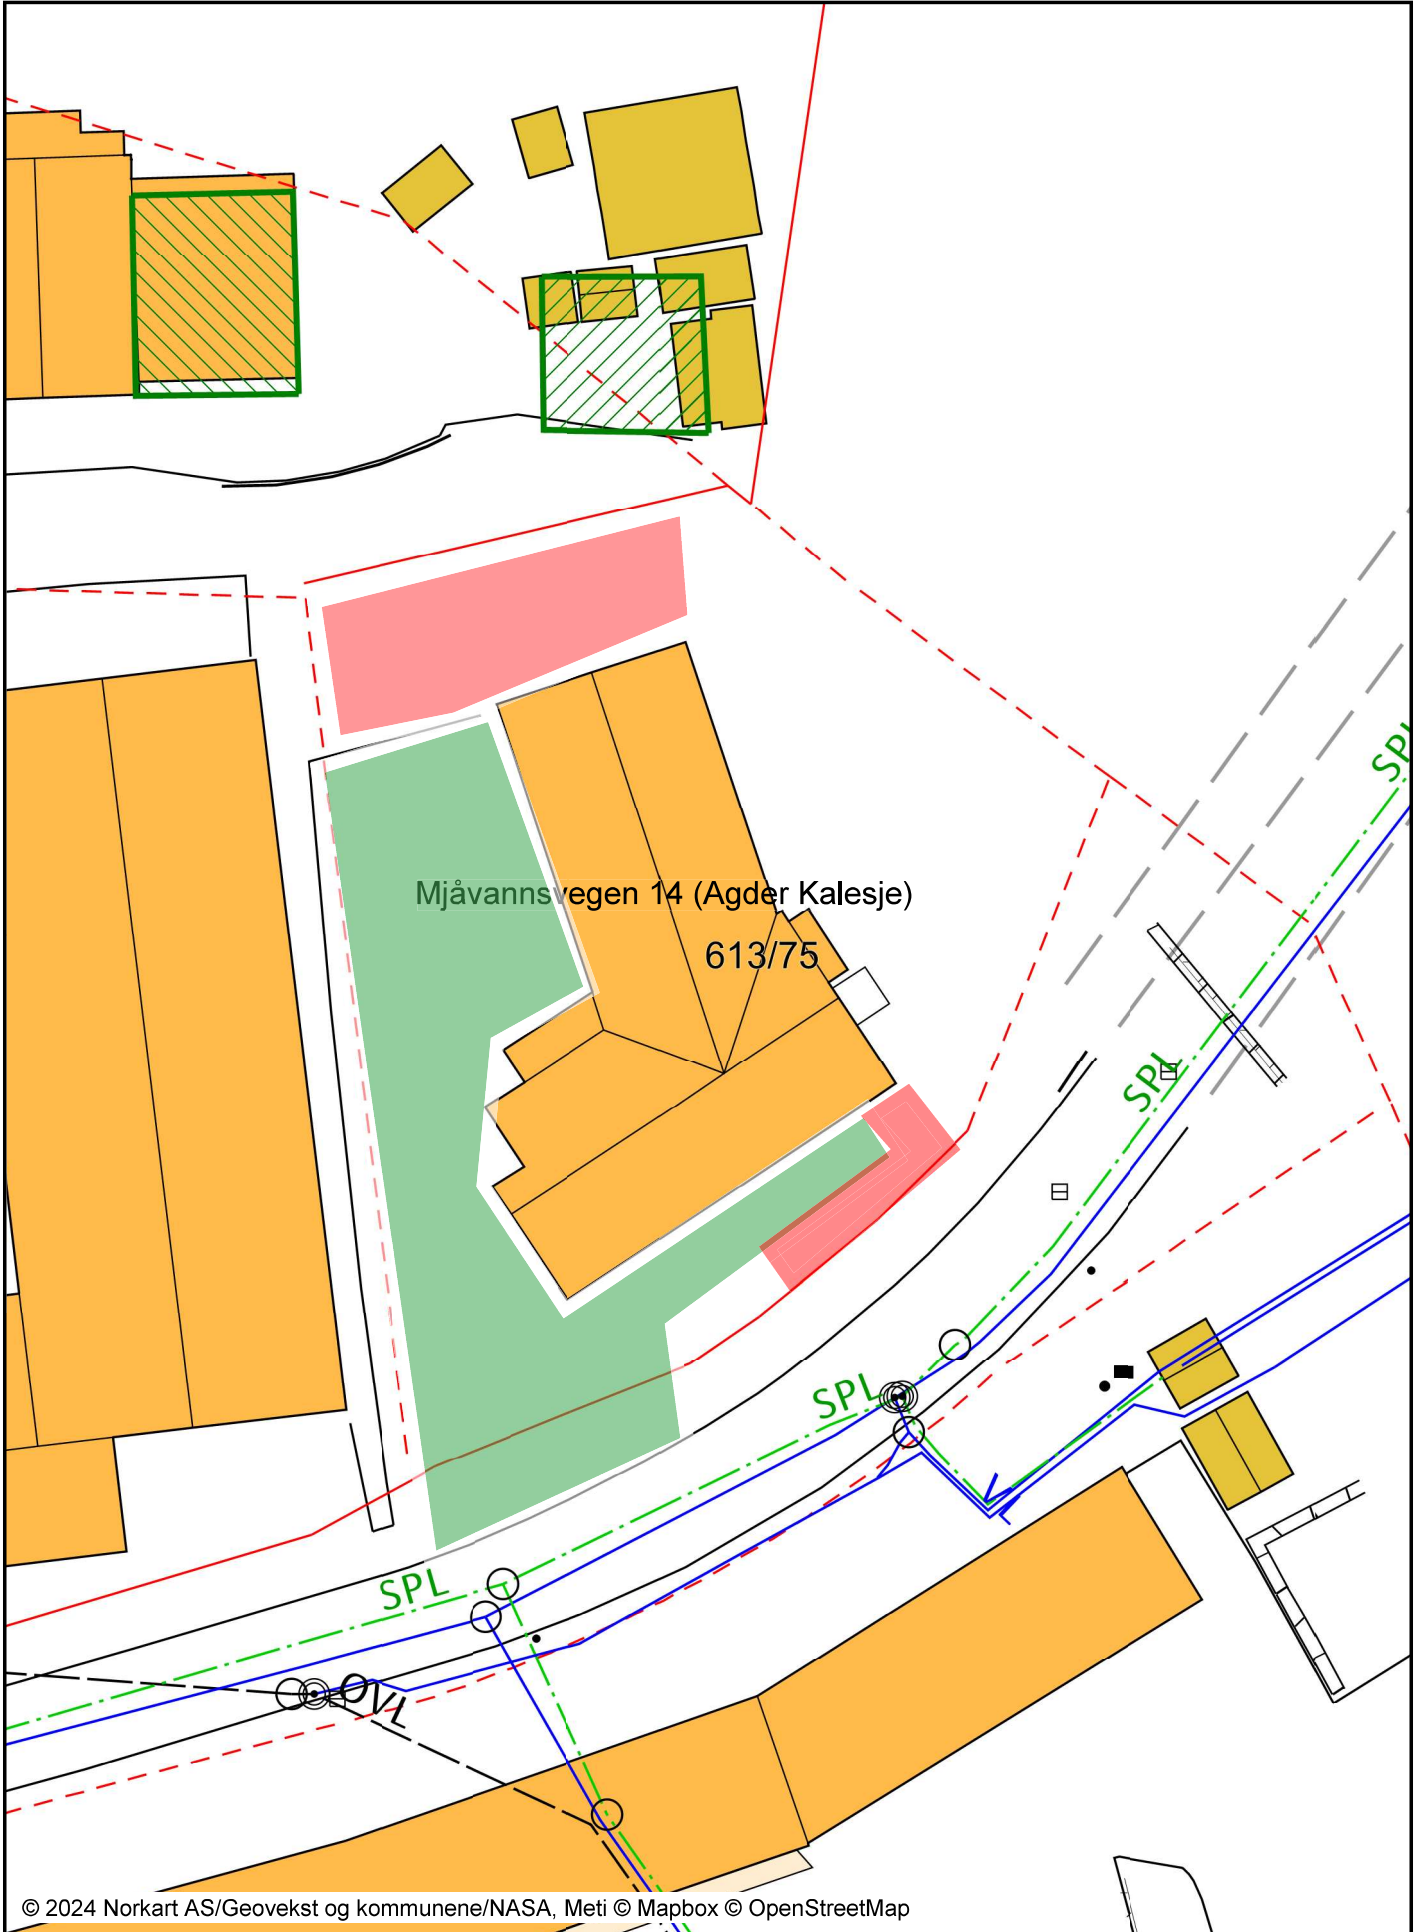 SPL
Mjåvannsvegen 14 (Agder Kalesje)
613/75
SPL
SPL
SPL
OVL
© 2024 Norkart AS/Geovekst og kommunene/NASA, Meti © Mapbox © OpenStreetMap